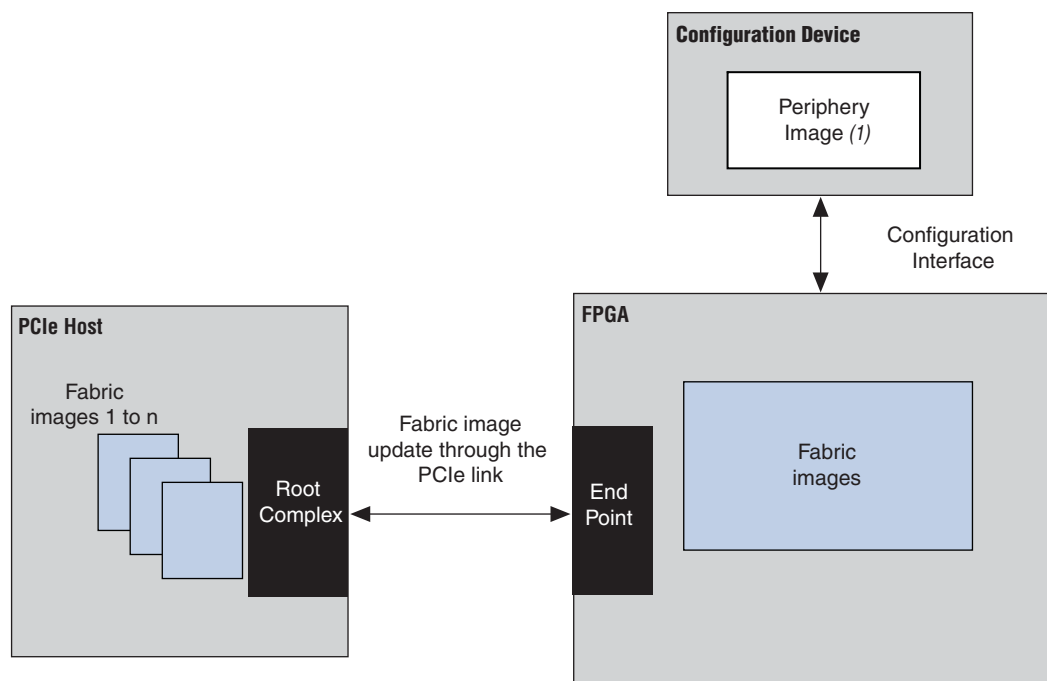 Configuration Device
Periphery
Image (1)
Configuration
Interface
PCIe Host
Fabric
images 1 to n
Root
Complex
Fabric image
update through the
PCIe link
FPGA
End
Point
Fabric
images